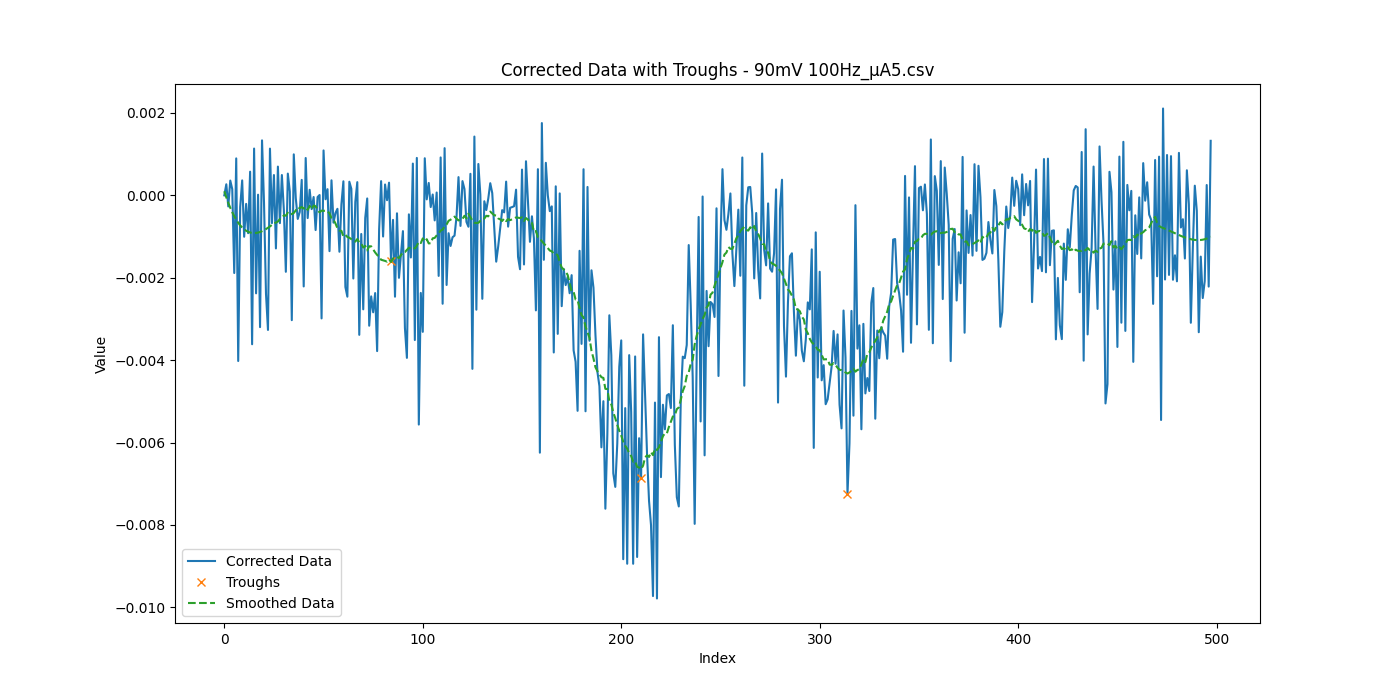 Corrected Data with Troughs - 90mV 100Hz_µA5.csv
0.002
0.000
−0.002
−0.004
−0.006
−0.008
−0.010
Value
Corrected Data
Troughs
Smoothed Data
0 100 200 300 400 500
Index